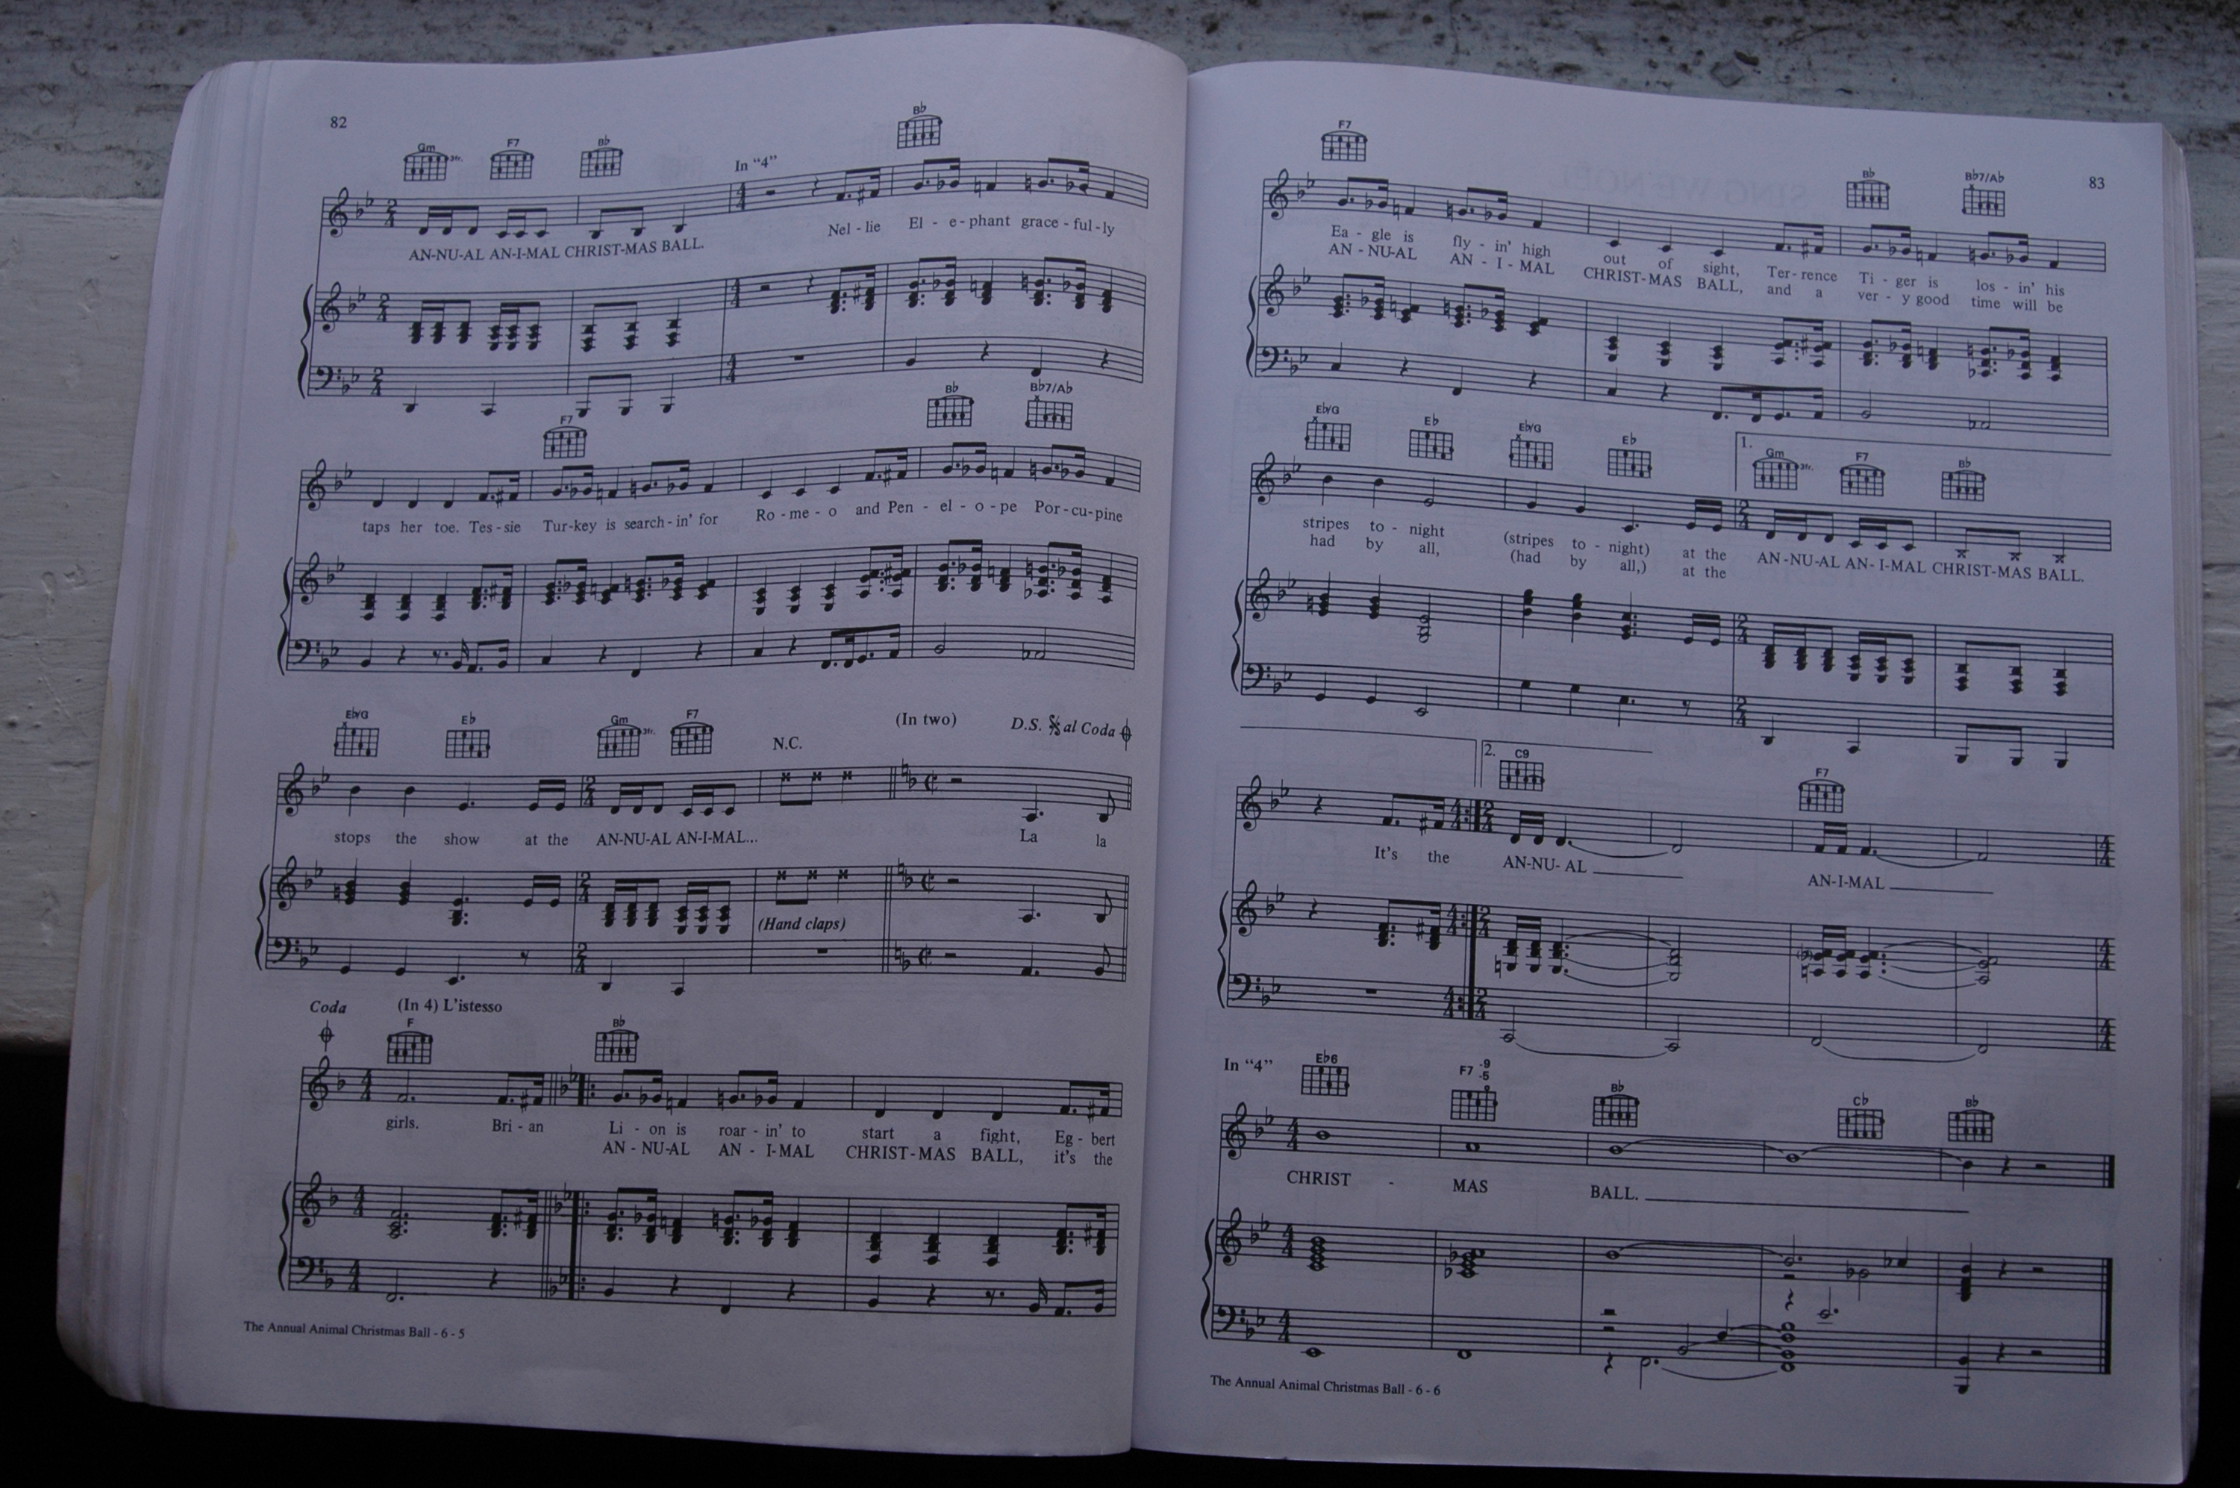 82
Gm 3fr. F7 Bb In "4" Bb
AN-NU-AL AN-I-MAL CHRIST-MAS BALL. Nel-lie El-e-phant grace-ful-ly
F7 Bb Bb7/Ab
taps her toe. Tes-sie Tur-key is search-in' for Ro-me-o and Pen-el-o-pe Por-cu-pine
Eb/G Eb Gm 3fr. F7 N.C. (In two) D.S. al Coda
stops the show at the AN-NU-AL AN-I-MAL... La la
(Hand claps)
Coda (In 4) L'istesso
F Bb
girls. Bri-an Li-on is roar-in' to start a fight, Eg-bert
AN-NU-AL AN-I-MAL CHRIST-MAS BALL, it's the
The Annual Animal Christmas Ball - 6 - 5
83
F7 Bb Bb7/Ab
Ea-gle is fly-in' high out of sight, Ter-rence Ti-ger is los-in' his
AN-NU-AL AN-I-MAL CHRIST-MAS BALL, and a ver-y good time will be
Eb/G Eb Eb/G Eb 1. Gm 3fr. F7 Bb
stripes to-night (stripes to-night) at the AN-NU-AL AN-I-MAL CHRIST-MAS BALL.
had by all, (had by all,) at the
2. C9 F7
It's the AN-NU-AL AN-I-MAL
In "4" Eb6 F7 -9 -5 Bb Cb Bb
CHRIST - MAS BALL.
The Annual Animal Christmas Ball - 6 - 6